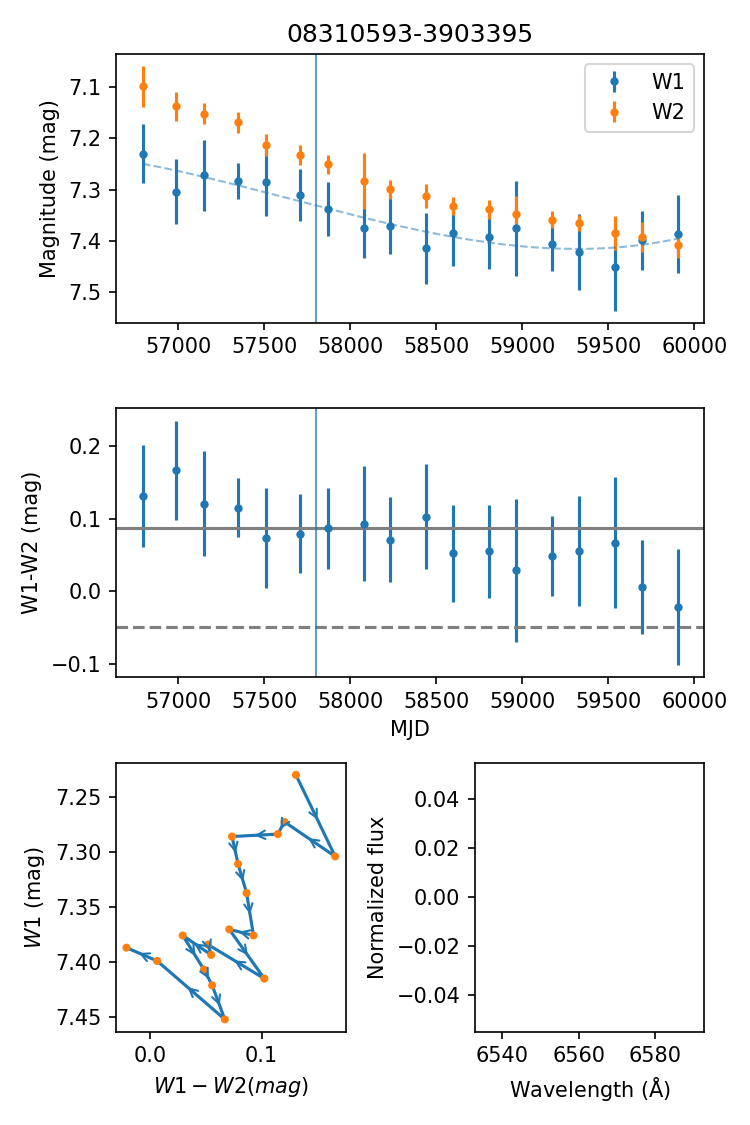 08310593-3903395
Magnitude (mag)
7.1
7.2
7.3
7.4
7.5
W1
W2
57000 57500 58000 58500 59000 59500 60000
W1-W2 (mag)
0.2
0.1
0.0
−0.1
57000 57500 58000 58500 59000 59500 60000
MJD
W1 (mag)
7.25
7.30
7.35
7.40
7.45
0.0 0.1
W1 − W2(mag)
Normalized flux
0.04
0.02
0.00
−0.02
−0.04
6540 6560 6580
Wavelength (Å)